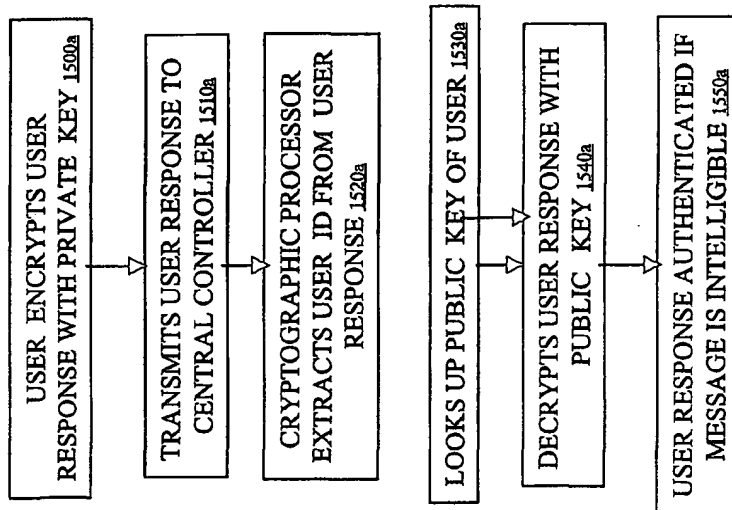 USER ENCRYPTS USER
RESPONSE WITH PRIVATE KEY 1500a
TRANSMITS USER RESPONSE TO
CENTRAL CONTROLLER 1510a
CRYPTOGRAPHIC PROCESSOR
EXTRACTS USER ID FROM USER
RESPONSE 1520a
LOOKS UP PUBLIC KEY OF USER 1530a
DECRYPTS USER RESPONSE WITH
PUBLIC KEY 1540a
USER RESPONSE AUTHENTICATED IF
MESSAGE IS INTELLIGIBLE 1550a